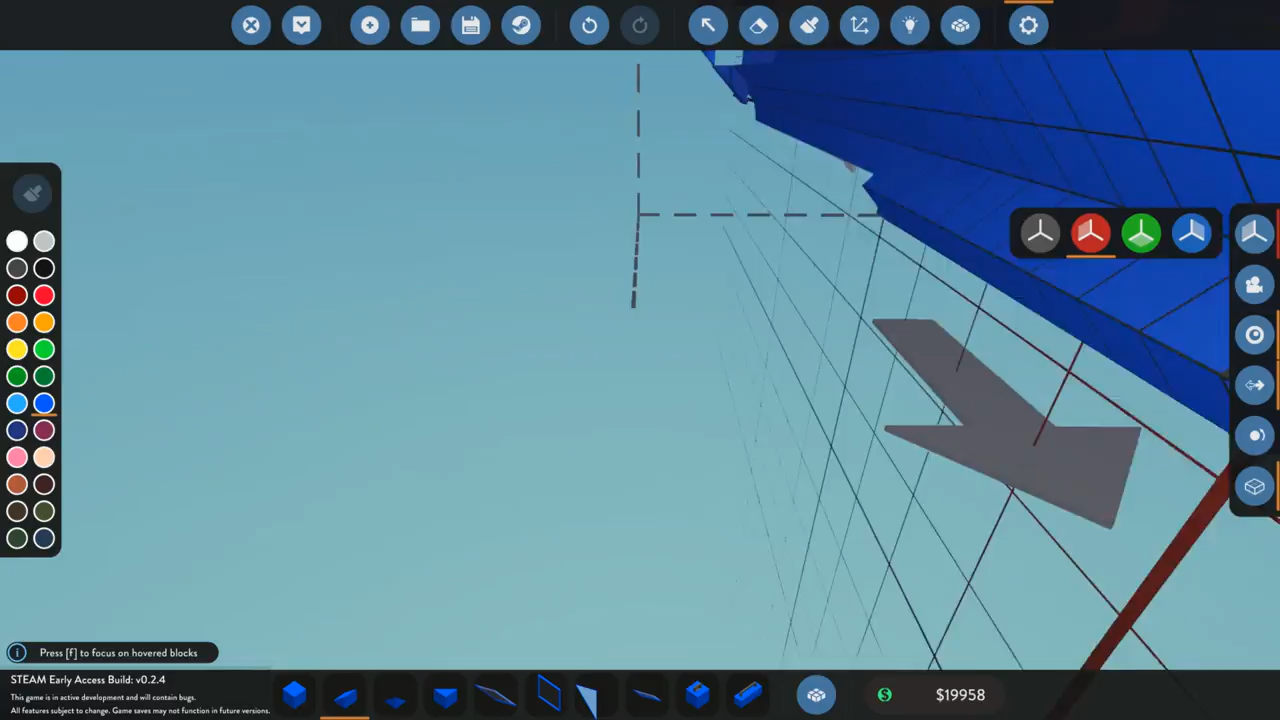 Press [f] to focus on hovered blocks
STEAM Early Access Build: v0.2.4
This game is in active development and will contain bugs.
All features subject to change. Game saves may not function in future versions.
$19958